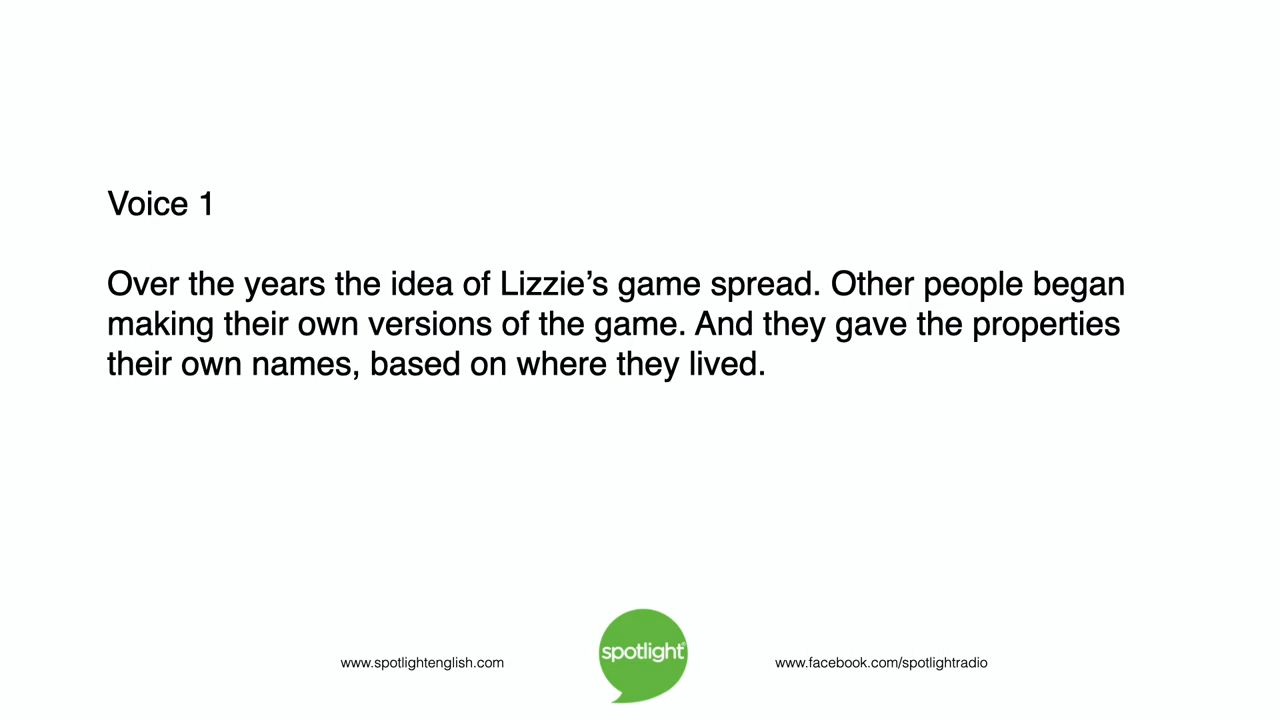 Voice 1
Over the years the idea of Lizzie’s game spread. Other people began
making their own versions of the game. And they gave the properties
their own names, based on where they lived.
www.spotlightenglish.com
spotlight
www.facebook.com/spotlightradio